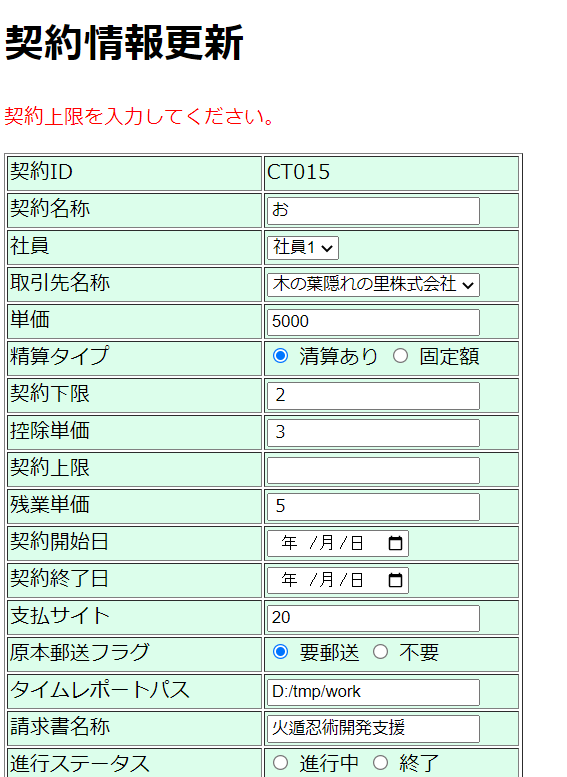 契約情報更新
契約上限を入力してください。
契約ID CT015
契約名称 お
社員 社員1
取引先名称 木の葉隠れの里株式会社
単価 5000
精算タイプ 清算あり 固定額
契約下限 2
控除単価 3
契約上限
残業単価 5
契約開始日 年 /月/日
契約終了日 年 /月/日
支払サイト 20
原本郵送フラグ 要郵送 不要
タイムレポートパス D:/tmp/work
請求書名称 火遁忍術開発支援
進行ステータス 進行中 終了